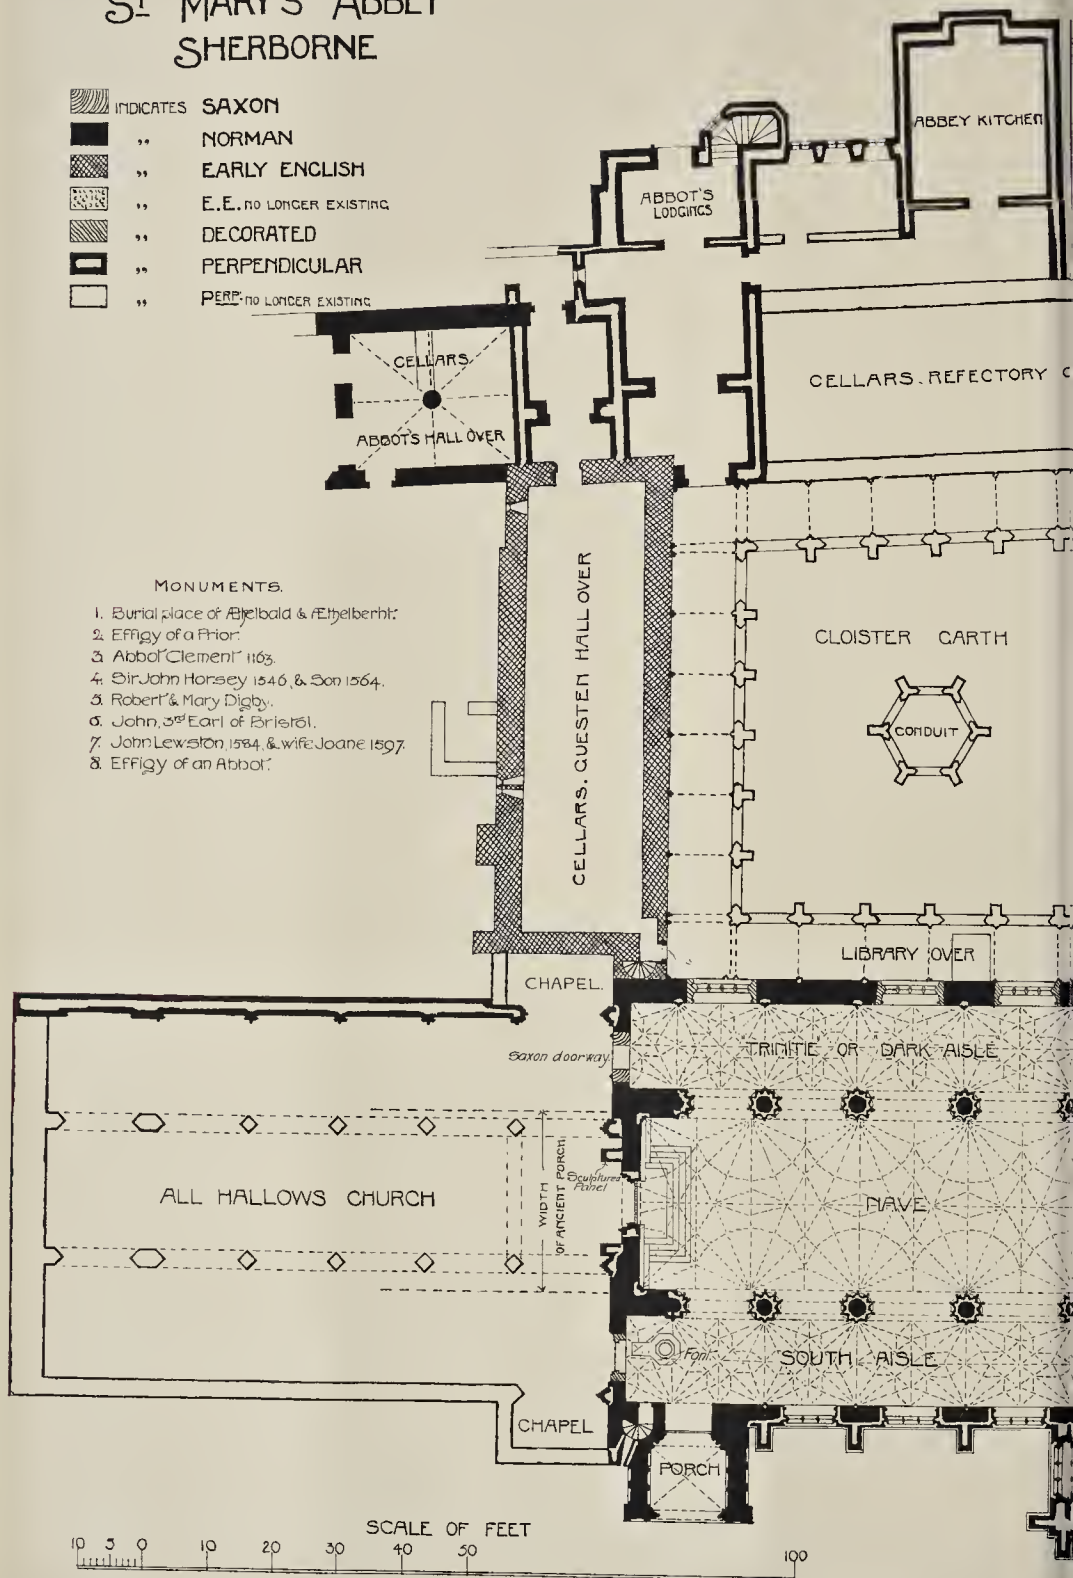 ST MARY'S ABBEY
SHERBORNE
INDICATES SAXON
„ NORMAN
„ EARLY ENGLISH
„ E.E. NO LONGER EXISTING
„ DECORATED
„ PERPENDICULAR
„ PERP: NO LONGER EXISTING
ABBEY KITCHEN
ABBOT'S
LODGINGS
CELLARS
ABBOT'S HALL OVER
CELLARS. REFECTORY
MONUMENTS.
1. Burial place of Æthelbald & Æthelberht.
2. Effigy of a Prior.
3. Abbot Clement 1163.
4. Sir John Horsey 1546, & Son 1564.
5. Robert & Mary Digby.
6. John, 3rd Earl of Bristol.
7. John Lewston, 1584, & wife Joane 1597.
8. Effigy of an Abbot.
CELLARS. GUESTEN HALL OVER
CLOISTER GARTH
CONDUIT
LIBRARY OVER
CHAPEL.
Saxon doorway
TRINITIE OR "DARK AISLE"
WIDTH
OF ANCIENT PORCH
Sculptured
Panel
ALL HALLOWS CHURCH
NAVE
Font
SOUTH AISLE
CHAPEL
PORCH
SCALE OF FEET
10 5 0 10 20 30 40 50 100